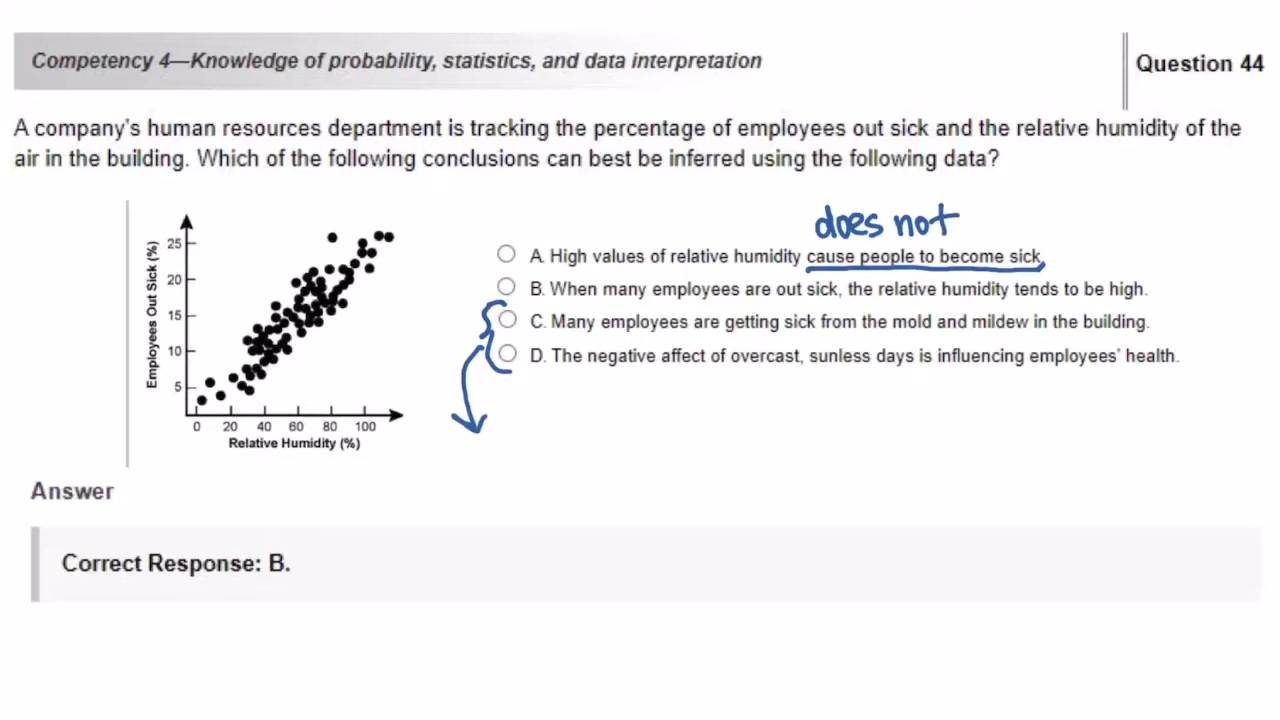 Competency 4—Knowledge of probability, statistics, and data interpretation
Question 44
A company's human resources department is tracking the percentage of employees out sick and the relative humidity of the
air in the building. Which of the following conclusions can best be inferred using the following data?
does not
A. High values of relative humidity cause people to become sick.
B. When many employees are out sick, the relative humidity tends to be high.
C. Many employees are getting sick from the mold and mildew in the building.
D. The negative affect of overcast, sunless days is influencing employees' health.
Employees Out Sick (%)
25
20
15
10
5
0 20 40 60 80 100
Relative Humidity (%)
Answer
Correct Response: B.